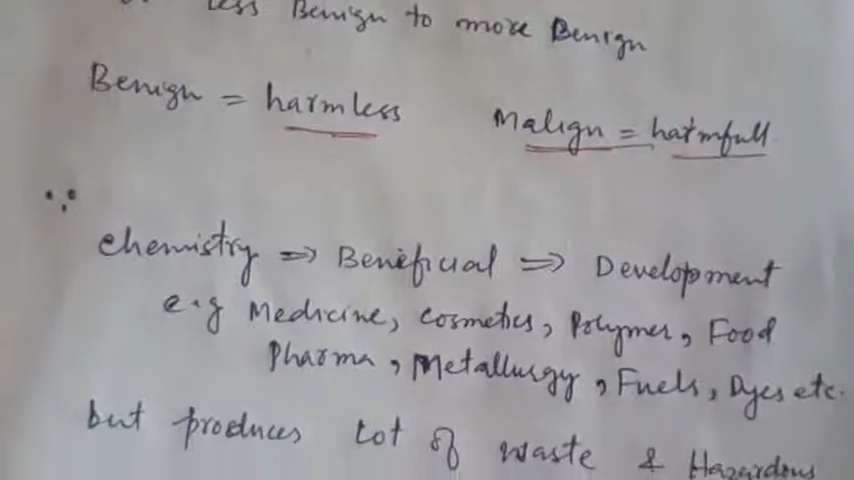 less Benign to more Benign
Benign = harmless
Malign = harmfull
∵
chemistry ⇒ Beneficial ⇒ Development
e.g Medicine, cosmetics, Polymer, Food
Pharma, Metallurgy, Fuels, Dyes etc.
but produces lot of waste & Hazardous